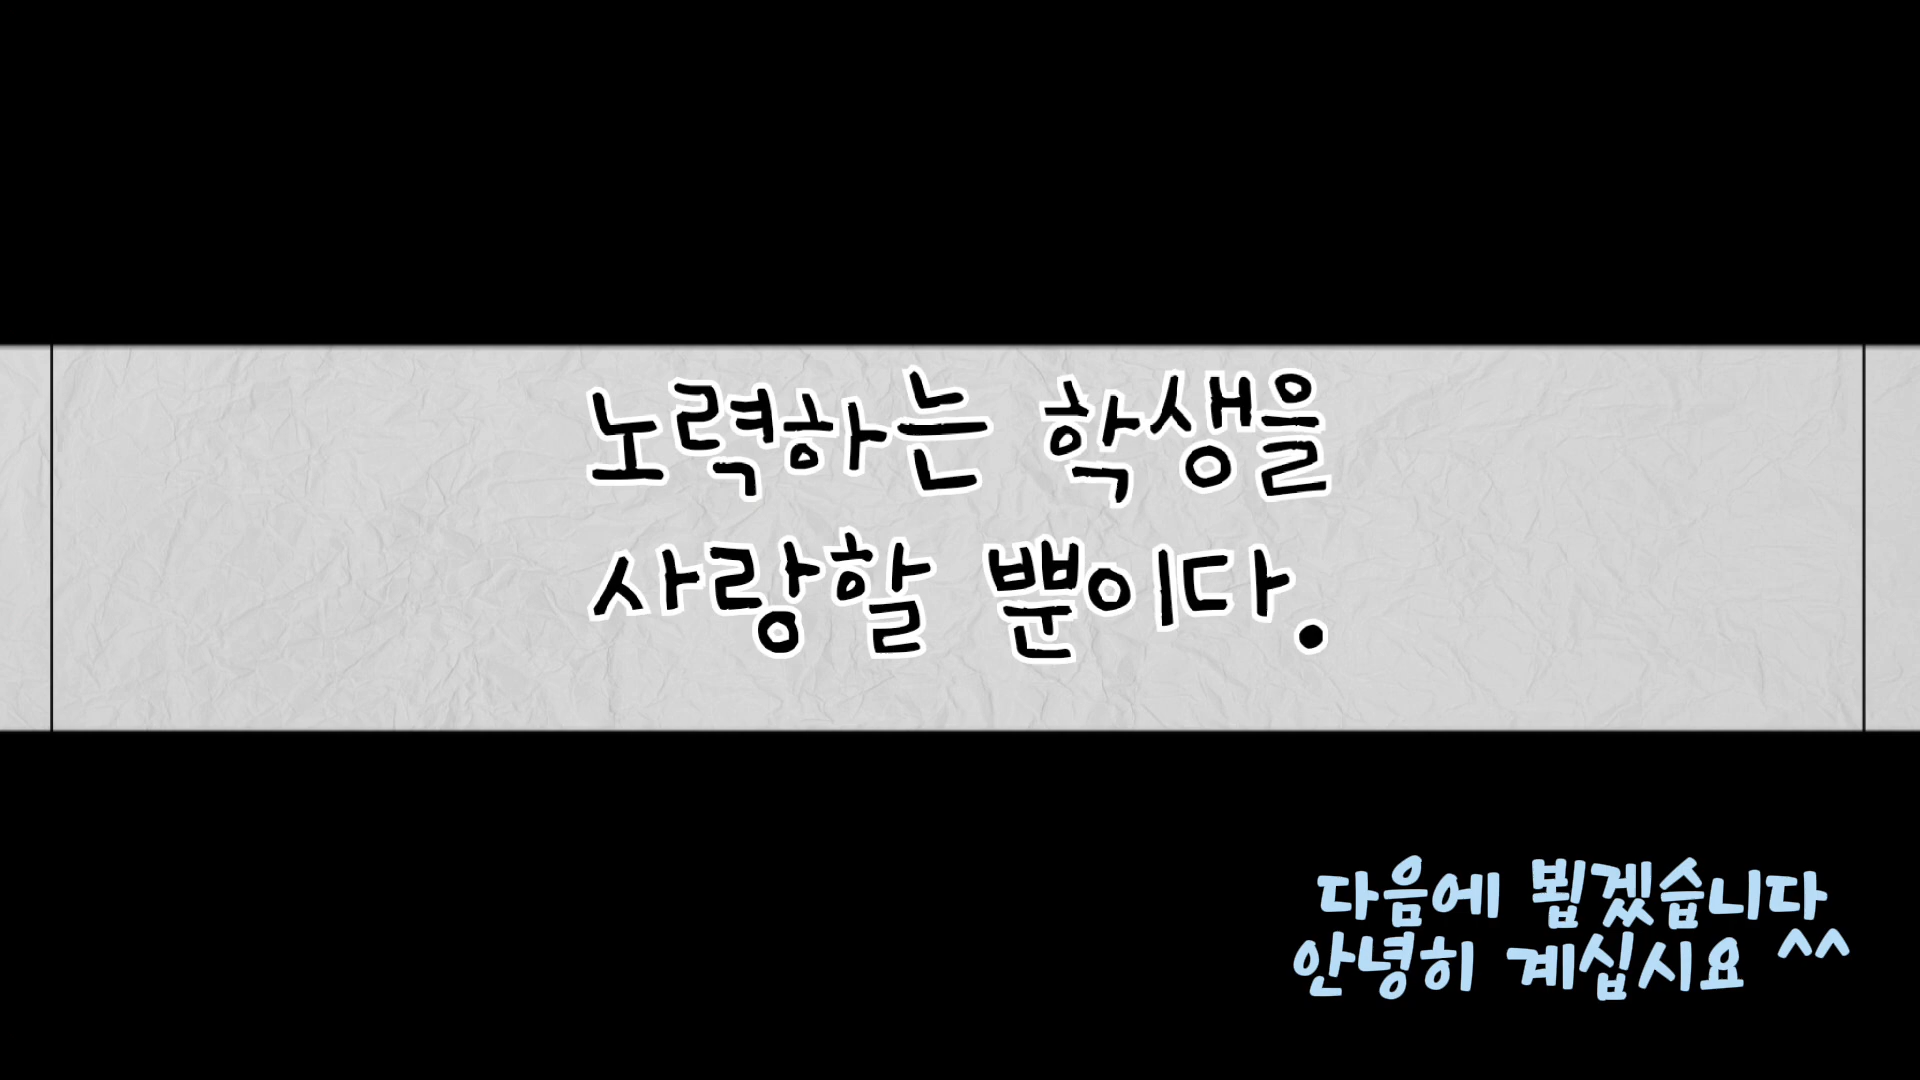 노력하는 학생을
사랑할 뿐이다.
다음에 뵙겠습니다
안녕히 계십시요 ^^